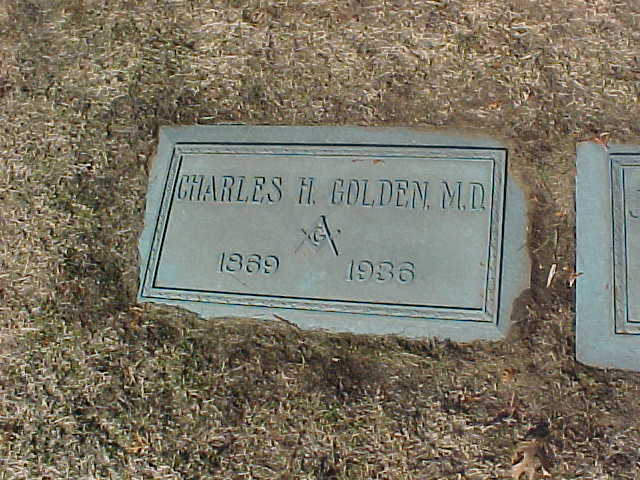 CHARLES H. GOLDEN, M.D.
G
1869 1936